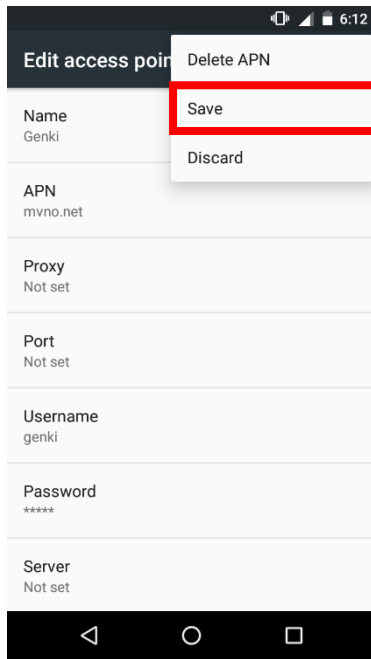 6:12
Edit access poin
Delete APN
Save
Discard
Name
Genki
APN
mvno.net
Proxy
Not set
Port
Not set
Username
genki
Password
*****
Server
Not set